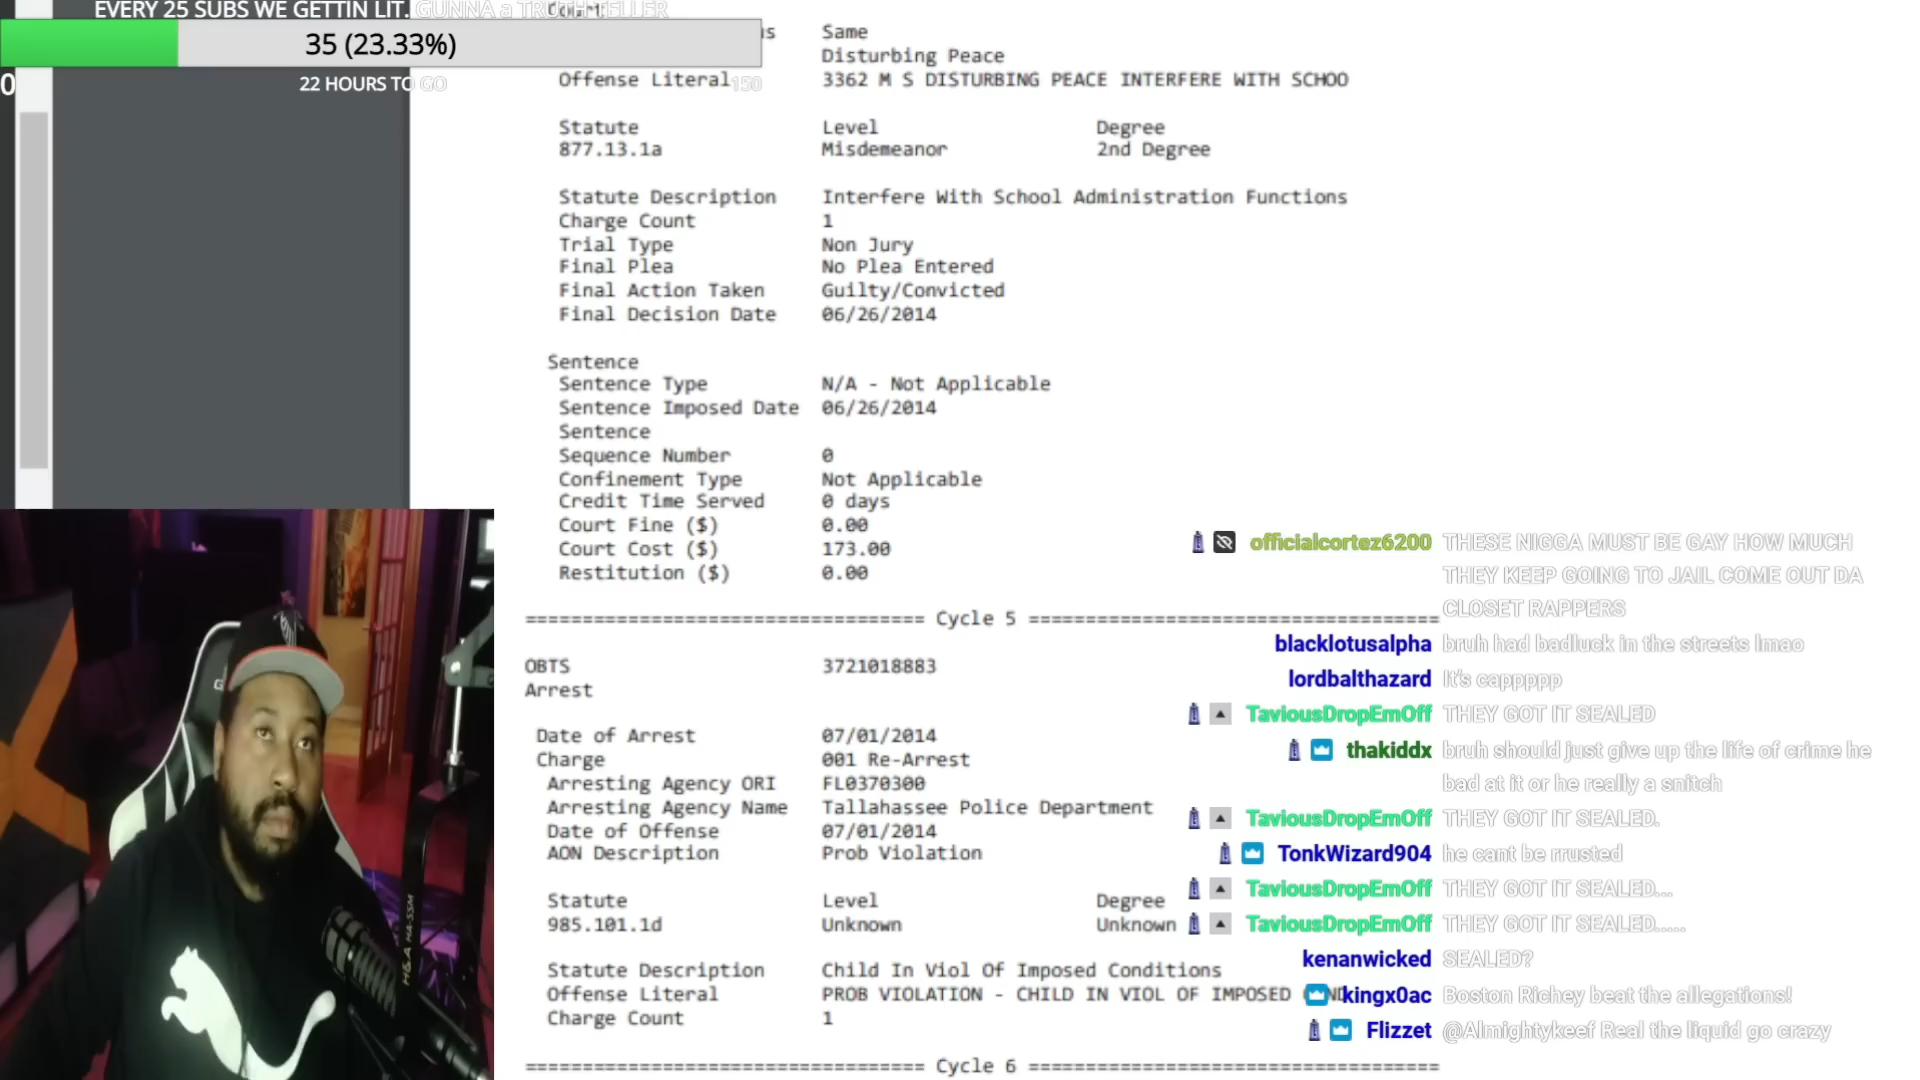 EVERY 25 SUBS WE GETTIN LIT. GUNNA a TRUTH TELLER
35 (23.33%)
0
22 HOURS TO GO
150
Same
Disturbing Peace
Offense Literal 3362 M S DISTURBING PEACE INTERFERE WITH SCHOO
Statute Level Degree
877.13.1a Misdemeanor 2nd Degree
Statute Description Interfere With School Administration Functions
Charge Count 1
Trial Type Non Jury
Final Plea No Plea Entered
Final Action Taken Guilty/Convicted
Final Decision Date 06/26/2014
Sentence
Sentence Type N/A - Not Applicable
Sentence Imposed Date 06/26/2014
Sentence
Sequence Number 0
Confinement Type Not Applicable
Credit Time Served 0 days
Court Fine ($) 0.00
Court Cost ($) 173.00
Restitution ($) 0.00
=================================== Cycle 5 ====================================
OBTS 3721018883
Arrest
Date of Arrest 07/01/2014
Charge 001 Re-Arrest
Arresting Agency ORI FL0370300
Arresting Agency Name Tallahassee Police Department
Date of Offense 07/01/2014
AON Description Prob Violation
Statute Level Degree
985.101.1d Unknown Unknown
Statute Description Child In Viol Of Imposed Conditions
Offense Literal PROB VIOLATION - CHILD IN VIOL OF IMPOSED
Charge Count 1
=================================== Cycle 6 ====================================
officialcortez6200 THESE NIGGA MUST BE GAY HOW MUCH
THEY KEEP GOING TO JAIL COME OUT DA
CLOSET RAPPERS
blacklotusalpha bruh had badluck in the streets lmao
lordbalthazard It's cappppp
TaviousDropEmOff THEY GOT IT SEALED
thakiddx bruh should just give up the life of crime he
bad at it or he really a snitch
TaviousDropEmOff THEY GOT IT SEALED.
TonkWizard904 he cant be rrusted
TaviousDropEmOff THEY GOT IT SEALED...
TaviousDropEmOff THEY GOT IT SEALED.....
kenanwicked SEALED?
kingx0ac Boston Richey beat the allegations!
Flizzet @Almightykeef Real the liquid go crazy
H&A HA-SSM